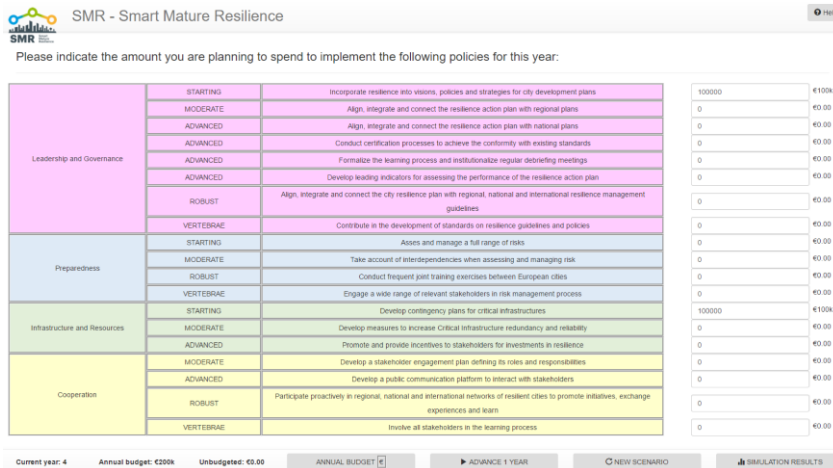 SMR - Smart Mature Resilience
Hel
SMR
Please indicate the amount you are planning to spend to implement the following policies for this year:
STARTING Incorporate resilience into visions, policies and strategies for city development plans 100000 €100k
MODERATE Align, integrate and connect the resilience action plan with regional plans 0 €0.00
ADVANCED Align, integrate and connect the resilience action plan with national plans 0 €0.00
ADVANCED Conduct certification processes to achieve the conformity with existing standards 0 €0.00
Leadership and Governance ADVANCED Formalize the learning process and institutionalize regular debriefing meetings 0 €0.00
ADVANCED Develop leading indicators for assessing the performance of the resilience action plan 0 €0.00
ROBUST Align, integrate and connect the city resilience plan with regional, national and international resilience management
guidelines 0 €0.00
VERTEBRAE Contribute in the development of standards on resilience guidelines and policies 0 €0.00
STARTING Asses and manage a full range of risks 0 €0.00
Preparedness MODERATE Take account of interdependencies when assessing and managing risk 0 €0.00
ROBUST Conduct frequent joint training exercises between European cities 0 €0.00
VERTEBRAE Engage a wide range of relevant stakeholders in risk management process 0 €0.00
STARTING Develop contingency plans for critical infrastructures 100000 €100k
Infrastructure and Resources MODERATE Develop measures to increase Critical Infrastructure redundancy and reliability 0 €0.00
ADVANCED Promote and provide incentives to stakeholders for investments in resilience 0 €0.00
MODERATE Develop a stakeholder engagement plan defining its roles and responsibilities 0 €0.00
ADVANCED Develop a public communication platform to interact with stakeholders 0 €0.00
Cooperation ROBUST Participate proactively in regional, national and international networks of resilient cities to promote initiatives, exchange
experiences and learn 0 €0.00
VERTEBRAE Involve all stakeholders in the learning process 0 €0.00
Current year: 4 Annual budget: €200k Unbudgeted: €0.00 ANNUAL BUDGET € ADVANCE 1 YEAR NEW SCENARIO SIMULATION RESULTS